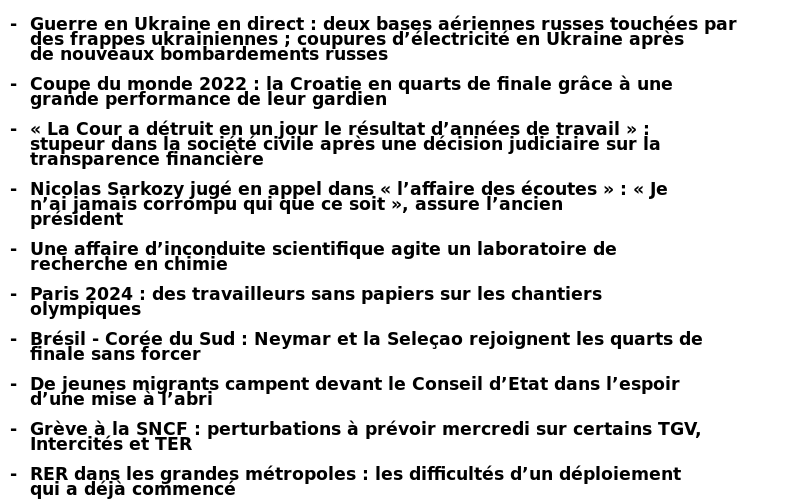 - Guerre en Ukraine en direct : deux bases aériennes russes touchées par
des frappes ukrainiennes ; coupures d’électricité en Ukraine après
de nouveaux bombardements russes
- Coupe du monde 2022 : la Croatie en quarts de finale grâce à une
grande performance de leur gardien
- « La Cour a détruit en un jour le résultat d’années de travail » :
stupeur dans la société civile après une décision judiciaire sur la
transparence financière
- Nicolas Sarkozy jugé en appel dans « l’affaire des écoutes » : « Je
n’ai jamais corrompu qui que ce soit », assure l’ancien
président
- Une affaire d’inconduite scientifique agite un laboratoire de
recherche en chimie
- Paris 2024 : des travailleurs sans papiers sur les chantiers
olympiques
- Brésil - Corée du Sud : Neymar et la Seleçao rejoignent les quarts de
finale sans forcer
- De jeunes migrants campent devant le Conseil d’Etat dans l’espoir
d’une mise à l’abri
- Grève à la SNCF : perturbations à prévoir mercredi sur certains TGV,
Intercités et TER
- RER dans les grandes métropoles : les difficultés d’un déploiement
qui a déjà commencé